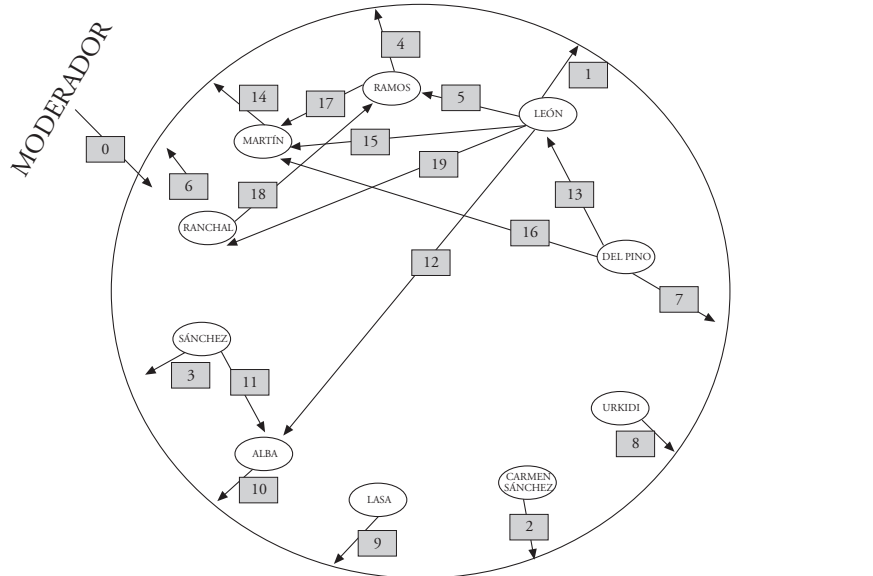 MODERADOR
4
RAMOS
1
14
17
5
LEÓN
MARTÍN
15
0
19
6
18
13
RANCHAL
16
12
DEL PINO
7
SÁNCHEZ
3
11
URKIDI
8
ALBA
10
CARMEN
SÁNCHEZ
LASA
2
9